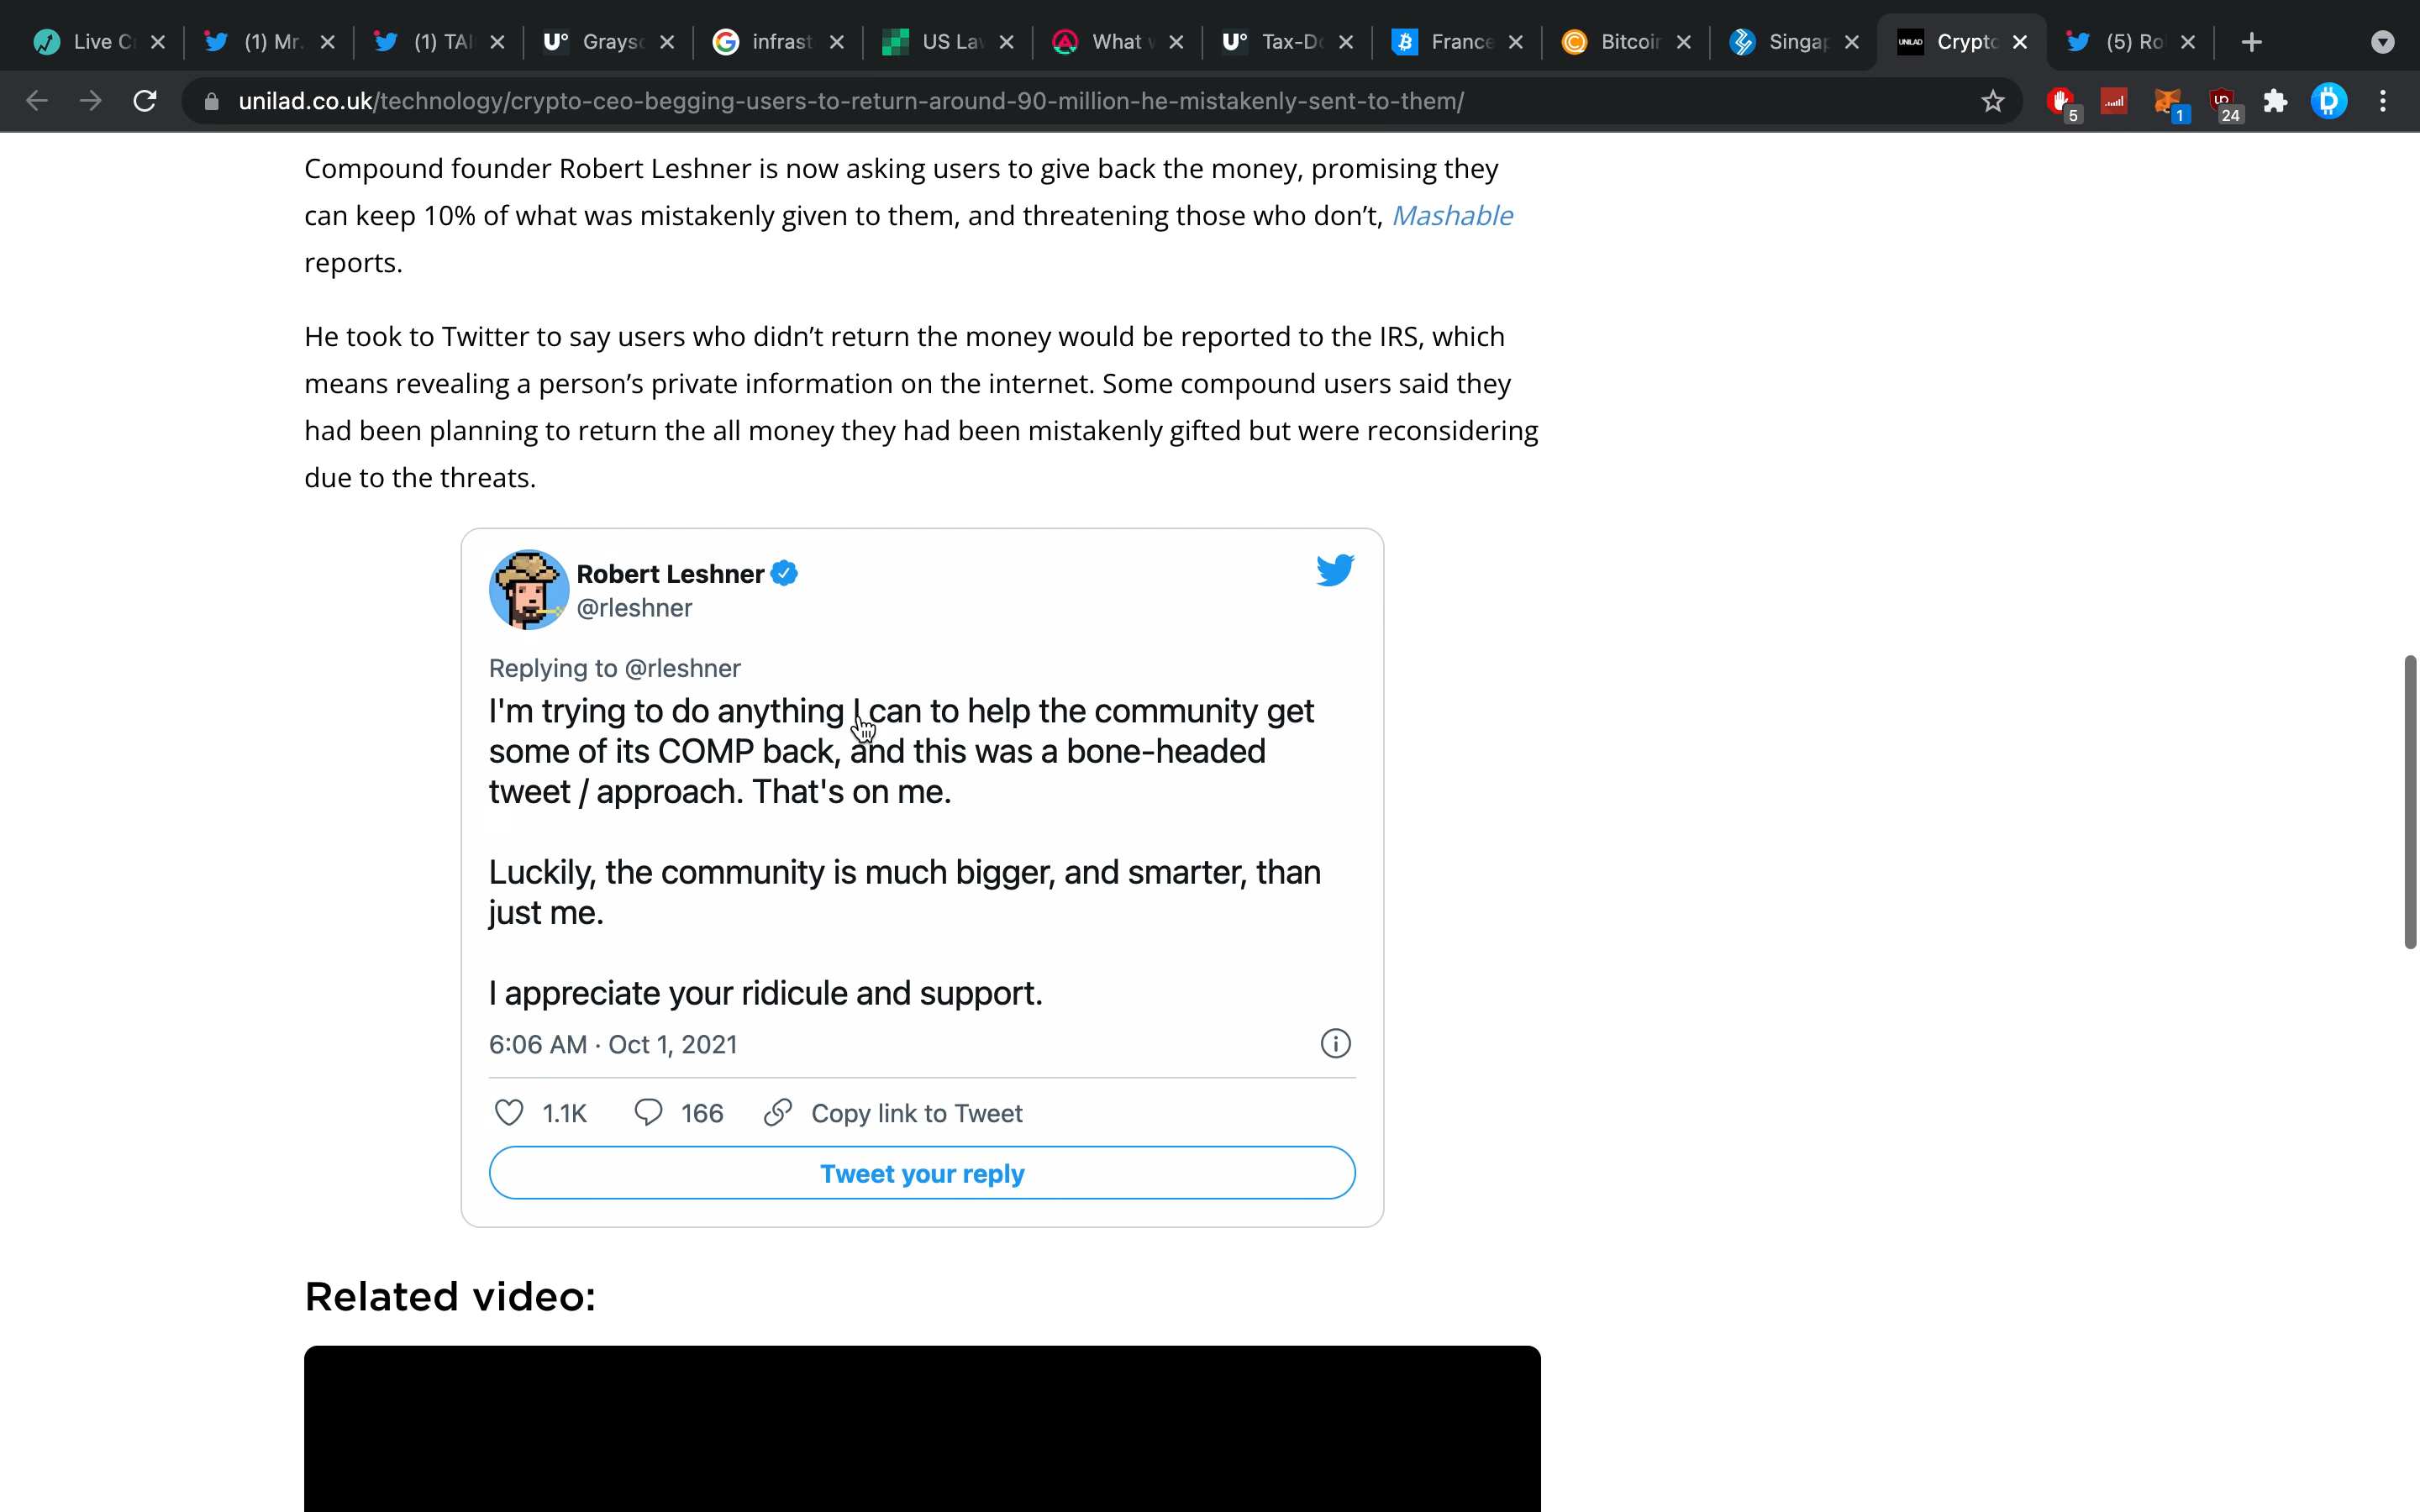 Live C
(1) Mr.
(1) TAI
U° Graysc
G infrast
US La
What
U° Tax-D
France
Bitcoin
Singap
UNILAD Crypto
(5) Ro
unilad.co.uk/technology/crypto-ceo-begging-users-to-return-around-90-million-he-mistakenly-sent-to-them/
5
1
24
Compound founder Robert Leshner is now asking users to give back the money, promising they
can keep 10% of what was mistakenly given to them, and threatening those who don’t, Mashable
reports.
He took to Twitter to say users who didn’t return the money would be reported to the IRS, which
means revealing a person’s private information on the internet. Some compound users said they
had been planning to return the all money they had been mistakenly gifted but were reconsidering
due to the threats.
Robert Leshner
@rleshner
Replying to @rleshner
I'm trying to do anything I can to help the community get
some of its COMP back, and this was a bone-headed
tweet / approach. That's on me.
Luckily, the community is much bigger, and smarter, than
just me.
I appreciate your ridicule and support.
6:06 AM · Oct 1, 2021
1.1K 166 Copy link to Tweet
Tweet your reply
Related video: